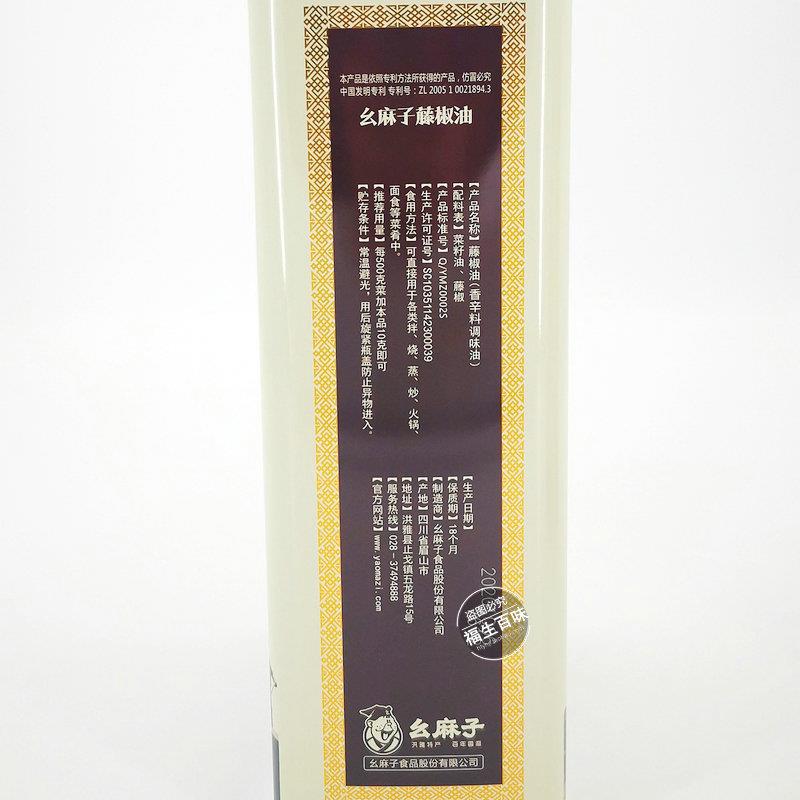 本产品是依照专利方法所获得的产品，仿冒必究
中国发明专利 专利号：ZL 2005 1 0021894.3
幺麻子藤椒油
【产品名称】藤椒油（香辛料调味油）
【配料表】菜籽油、藤椒
【产品标准号】Q/YMZ0002S
【生产许可证号】SC10351142300039
【食用方法】可直接用于各类拌、烧、蒸、炒、火锅、
面食等菜肴中。
【推荐用量】每500克菜加本品10克即可
【贮存条件】常温避光，用后旋紧瓶盖防止异物进入。
【生产日期】
【保质期】18个月
【制造商】幺麻子食品股份有限公司
【产地】四川省眉山市
【地址】洪雅县止戈镇五龙路15号
【服务热线】028-37494888
【官方网站】www.yaomazi.com
202
盗图必究
福生百味
幺麻子
洪雅特产 百年园巅
幺麻子食品股份有限公司